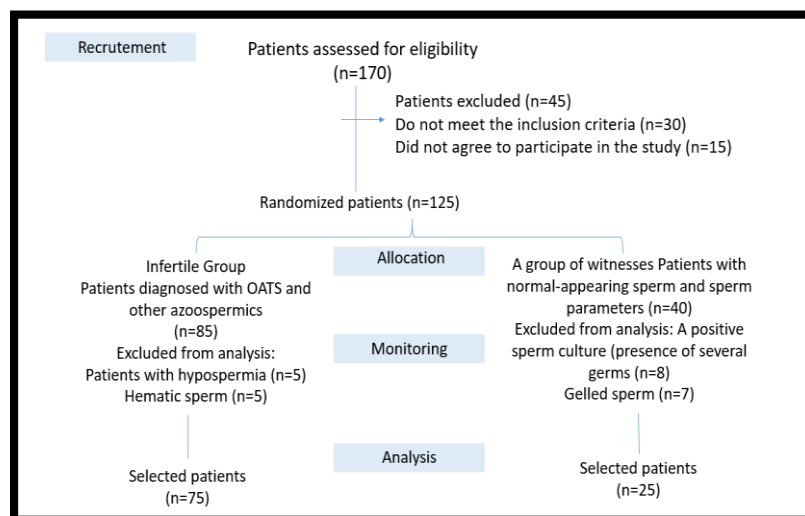 Recrutement
Patients assessed for eligibility
(n=170)
Patients excluded (n=45)
Do not meet the inclusion criteria (n=30)
Did not agree to participate in the study (n=15)
Randomized patients (n=125)
Allocation
Infertile Group
Patients diagnosed with OATS and
other azoospermics
(n=85)
Excluded from analysis:
Patients with hypospermia (n=5)
Hematic sperm (n=5)
A group of witnesses Patients with
normal-appearing sperm and sperm
parameters (n=40)
Excluded from analysis: A positive
sperm culture (presence of several
germs (n=8)
Gelled sperm (n=7)
Monitoring
Analysis
Selected patients
(n=75)
Selected patients
(n=25)